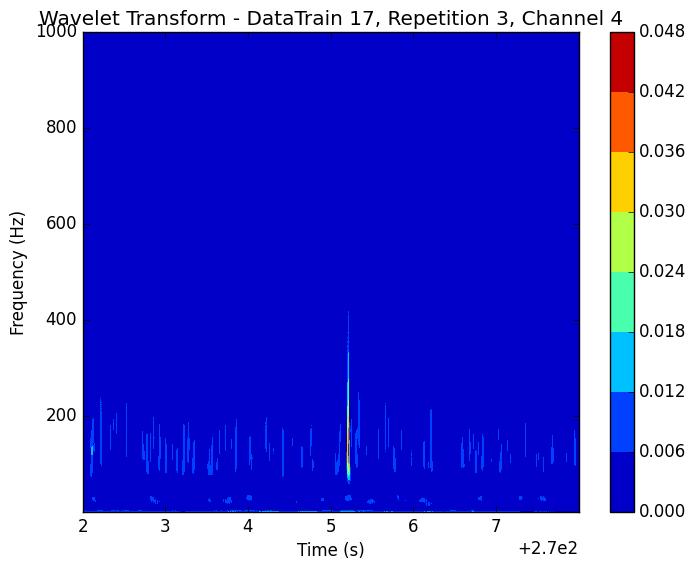 Wavelet Transform - DataTrain 17, Repetition 3, Channel 4
1000
800
600
400
200
Frequency (Hz)
2 3 4 5 6 7
Time (s)
+2.7e2
0.048
0.042
0.036
0.030
0.024
0.018
0.012
0.006
0.000